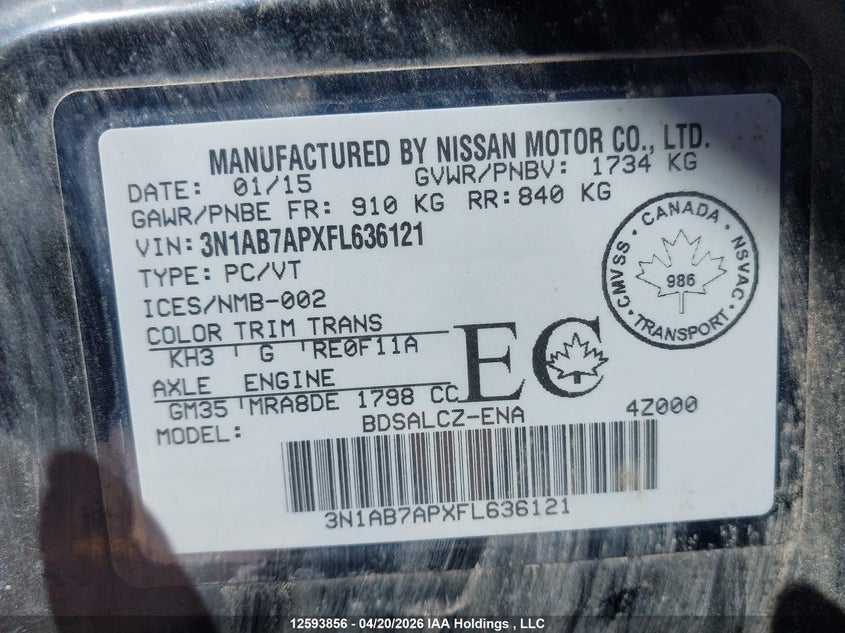 MANUFACTURED BY NISSAN MOTOR CO., LTD.
DATE: 01/15 GVWR/PNBV: 1734 KG
GAWR/PNBE FR: 910 KG RR:840 KG
VIN: 3N1AB7APXFL636121
TYPE: PC/VT
ICES/NMB-002
COLOR TRIM TRANS
KH3 G RE0F11A
AXLE ENGINE
GM35 MRA8DE 1798 CC
MODEL: BDSALCZ-ENA 4Z000
3N1AB7APXFL636121
EC
CANADA
CMVSS NSVAC
986
TRANSPORT
12593856 - 04/20/2026 IAA Holdings , LLC